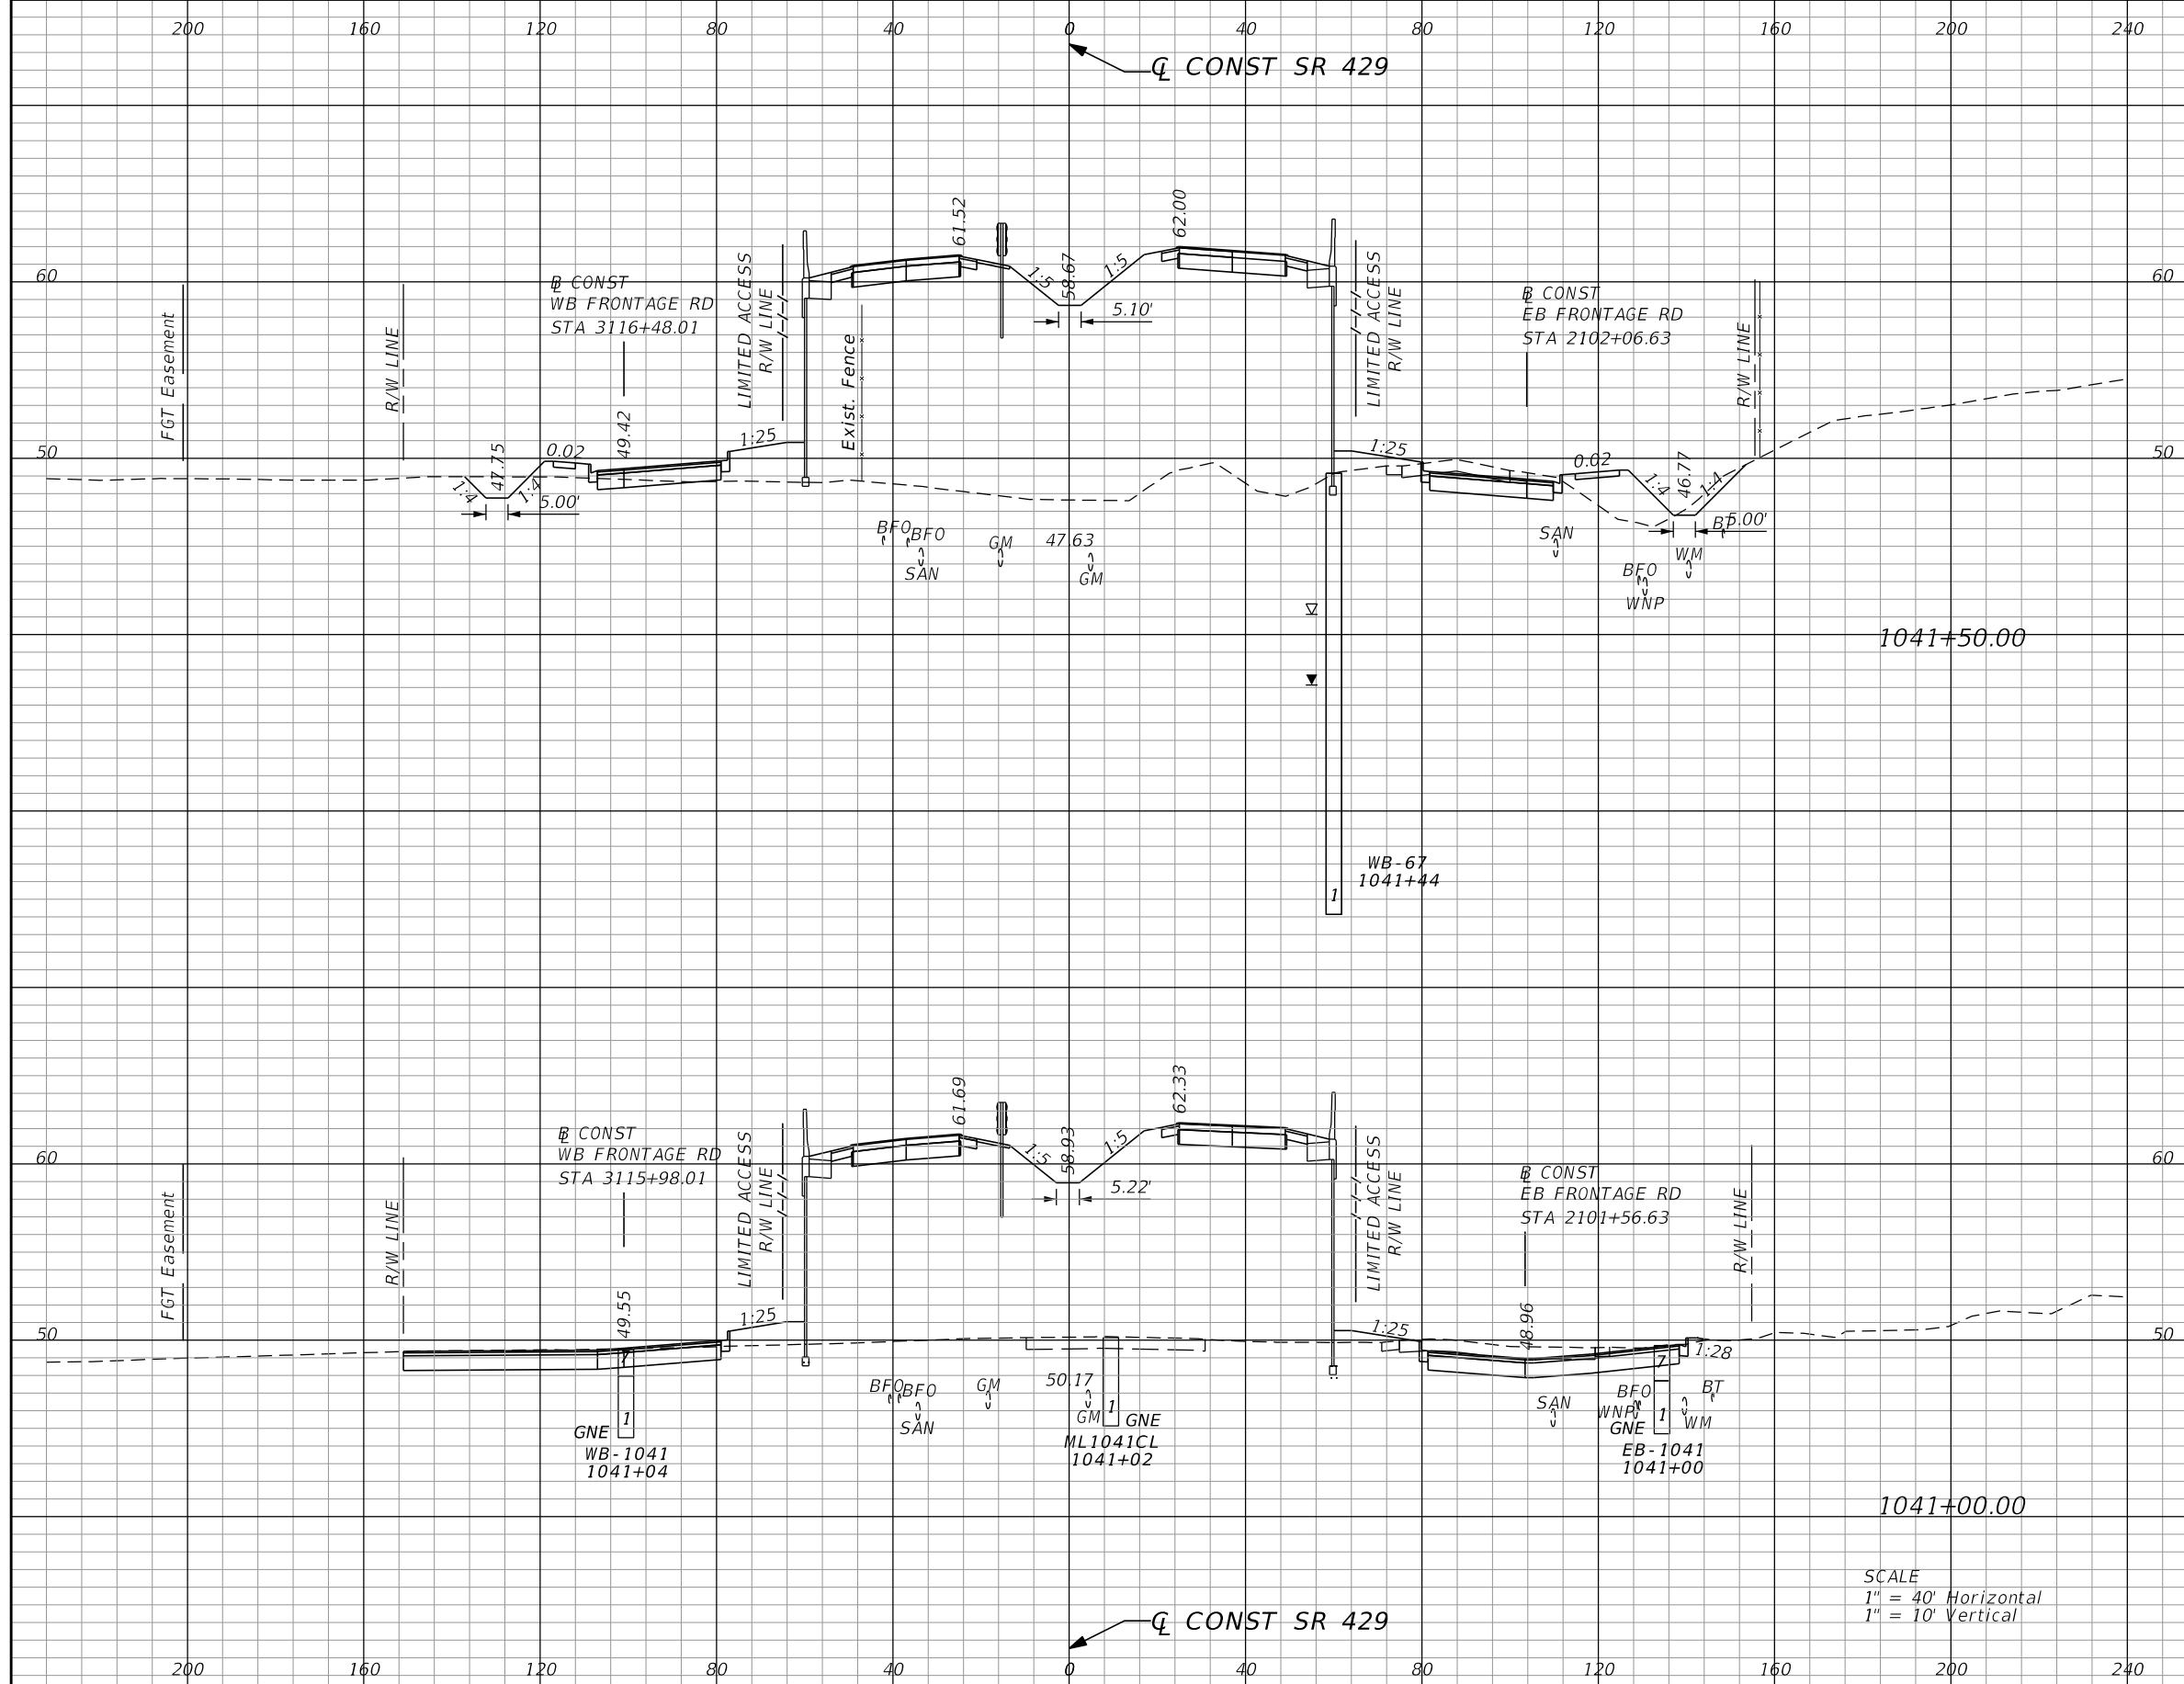 200 160 120 80 40 0 40 80 120 160 200 240
℄ CONST SR 429
61.52
62.00
60
60
℄ CONST
WB FRONTAGE RD
STA 3116+48.01
LIMITED ACCESS
R/W LINE
1:5
58.67
1:5
5.10'
LIMITED ACCESS
R/W LINE
B̲L CONST
EB FRONTAGE RD
STA 2102+06.63
FGT Easement
R/W LINE
Exist. Fence
R/W LINE
50
50
1:4
47.75
1:4
5.00'
0.02
49.42
1:25
1:25
0.02
1:4
46.77
1:4
5.00'
BT
BFO
BFO
SAN
GM
47.63
GM
SAN
WM
BFO
WNP
1041+50.00
WB-67
1041+44
1
61.69
62.33
60
60
B̲L CONST
WB FRONTAGE RD
STA 3115+98.01
LIMITED ACCESS
R/W LINE
1:5
58.93
1:5
5.22'
LIMITED ACCESS
R/W LINE
B̲L CONST
EB FRONTAGE RD
STA 2101+56.63
FGT Easement
R/W LINE
R/W LINE
50
50
49.55
1:25
1:25
48.96
1:28
7
1
GNE
WB-1041
1041+04
BFO
BFO
SAN
GM
50.17
GM
1
GNE
ML1041CL
1041+02
SAN
BFO
WNP
GNE
7
1
BT
WM
EB-1041
1041+00
1041+00.00
SCALE
1" = 40' Horizontal
1" = 10' Vertical
℄ CONST SR 429
200 160 120 80 40 0 40 80 120 160 200 240